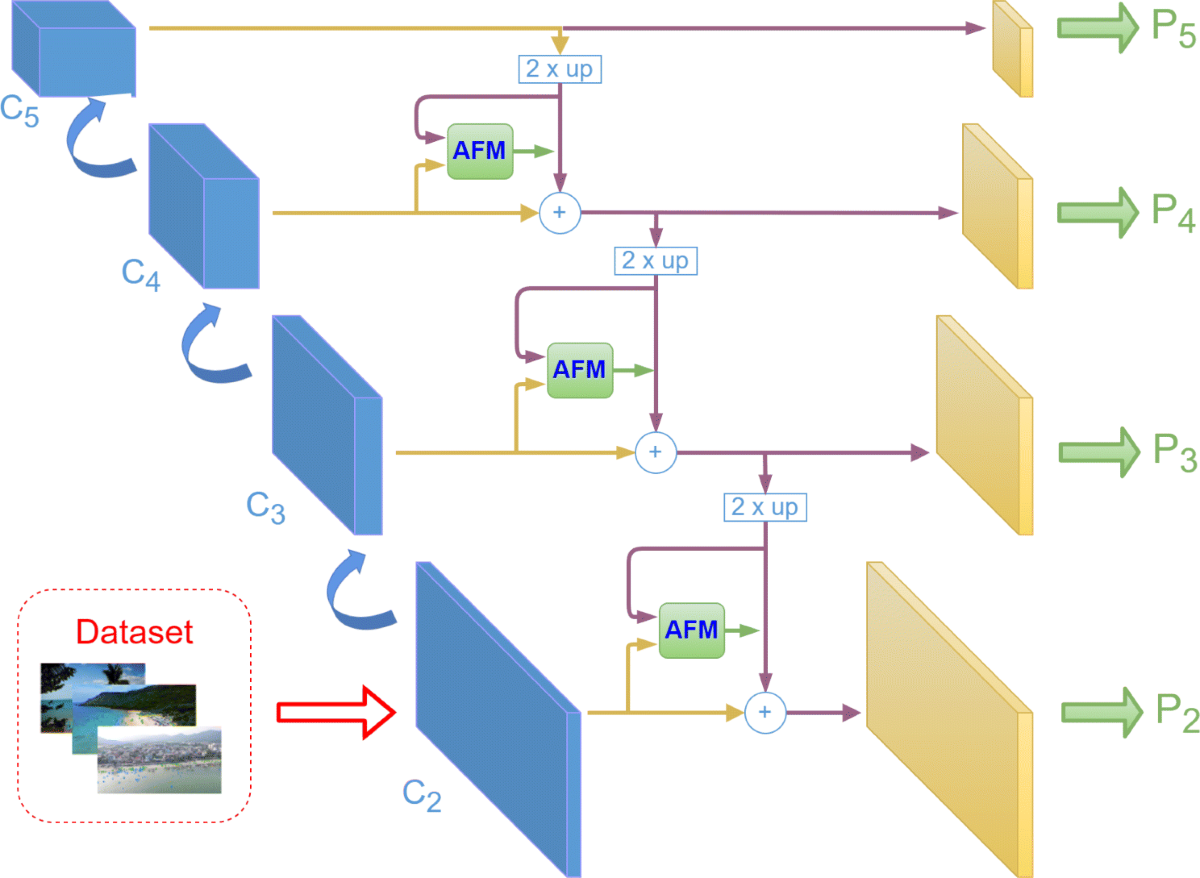 P5
2 x up
C5
AFM
+
P4
C4
2 x up
AFM
+
P3
C3
2 x up
Dataset
AFM
+
P2
C2